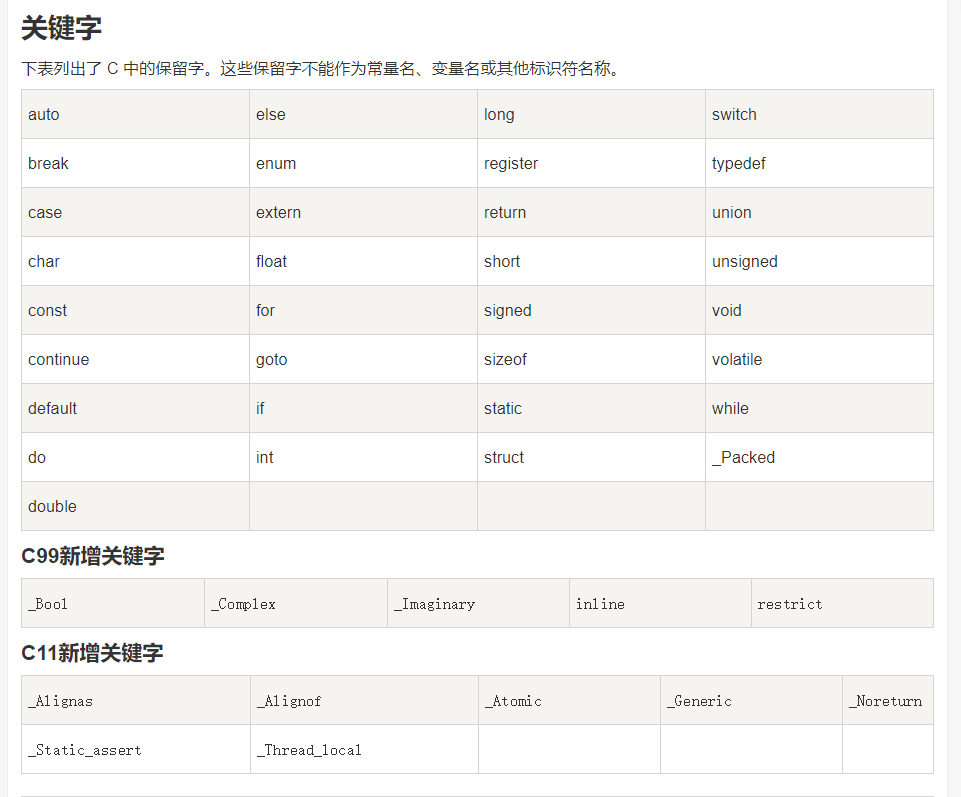 关键字
下表列出了 C 中的保留字。这些保留字不能作为常量名、变量名或其他标识符名称。
auto else long switch
break enum register typedef
case extern return union
char float short unsigned
const for signed void
continue goto sizeof volatile
default if static while
do int struct _Packed
double
C99新增关键字
_Bool _Complex _Imaginary inline restrict
C11新增关键字
_Alignas _Alignof _Atomic _Generic _Noreturn
_Static_assert _Thread_local